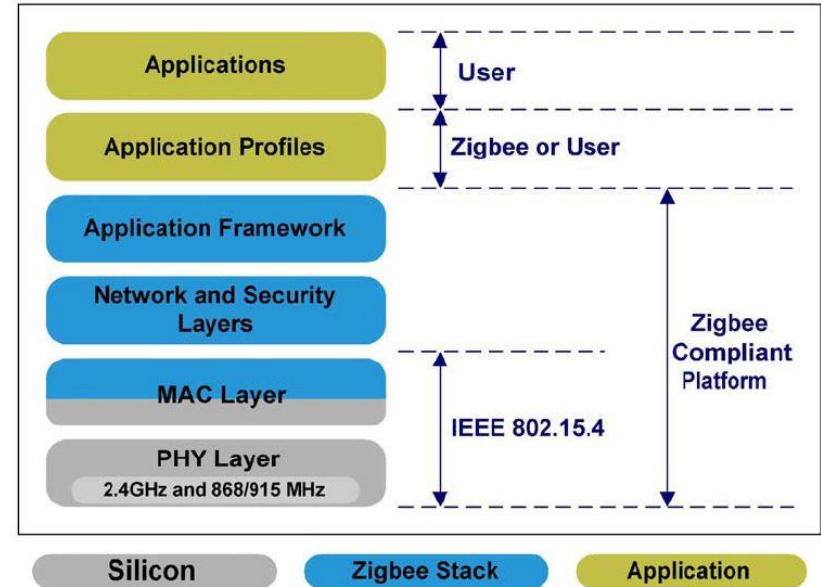 Applications
User
Application Profiles
Zigbee or User
Application Framework
Network and Security
Layers
Zigbee
Compliant
Platform
MAC Layer
IEEE 802.15.4
PHY Layer
2.4GHz and 868/915 MHz
Silicon
Zigbee Stack
Application